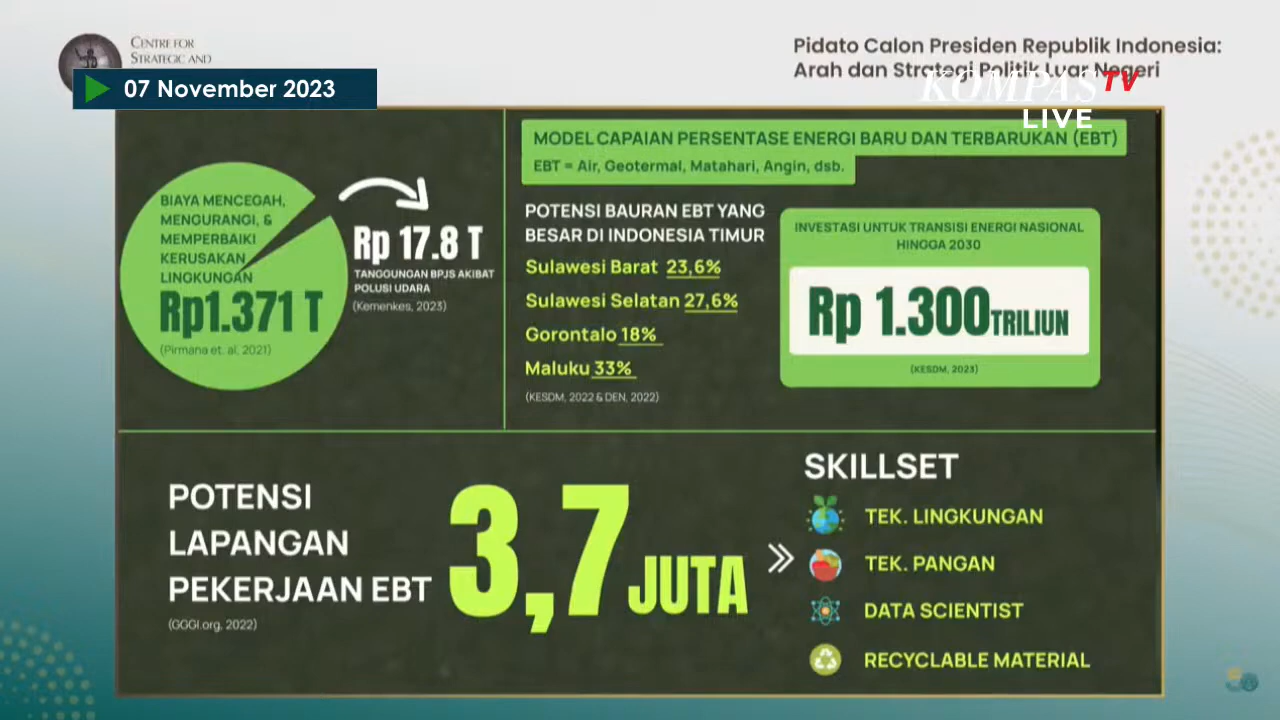 CENTRE FOR
STRATEGIC AND
07 November 2023
Pidato Calon Presiden Republik Indonesia:
Arah dan Strategi Politik Luar Negeri
KOMPAS TV
LIVE
BIAYA MENCEGAH,
MENGURANGI, &
MEMPERBAIKI
KERUSAKAN
LINGKUNGAN
Rp1.371 T
(Pirmana et. al, 2021)
Rp 17.8 T
TANGGUNGAN BPJS AKIBAT
POLUSI UDARA
(Kemenkes, 2023)
MODEL CAPAIAN PERSENTASE ENERGI BARU DAN TERBARUKAN (EBT)
EBT = Air, Geotermal, Matahari, Angin, dsb.
POTENSI BAURAN EBT YANG
BESAR DI INDONESIA TIMUR
Sulawesi Barat 23,6%
Sulawesi Selatan 27,6%
Gorontalo 18%
Maluku 33%
(KESDM, 2022 & DEN, 2022)
INVESTASI UNTUK TRANSISI ENERGI NASIONAL
HINGGA 2030
Rp 1.300 TRILIUN
(KESDM, 2023)
POTENSI
LAPANGAN
PEKERJAAN EBT
(GGGI.org, 2022)
3,7 JUTA
SKILLSET
TEK. LINGKUNGAN
TEK. PANGAN
DATA SCIENTIST
RECYCLABLE MATERIAL